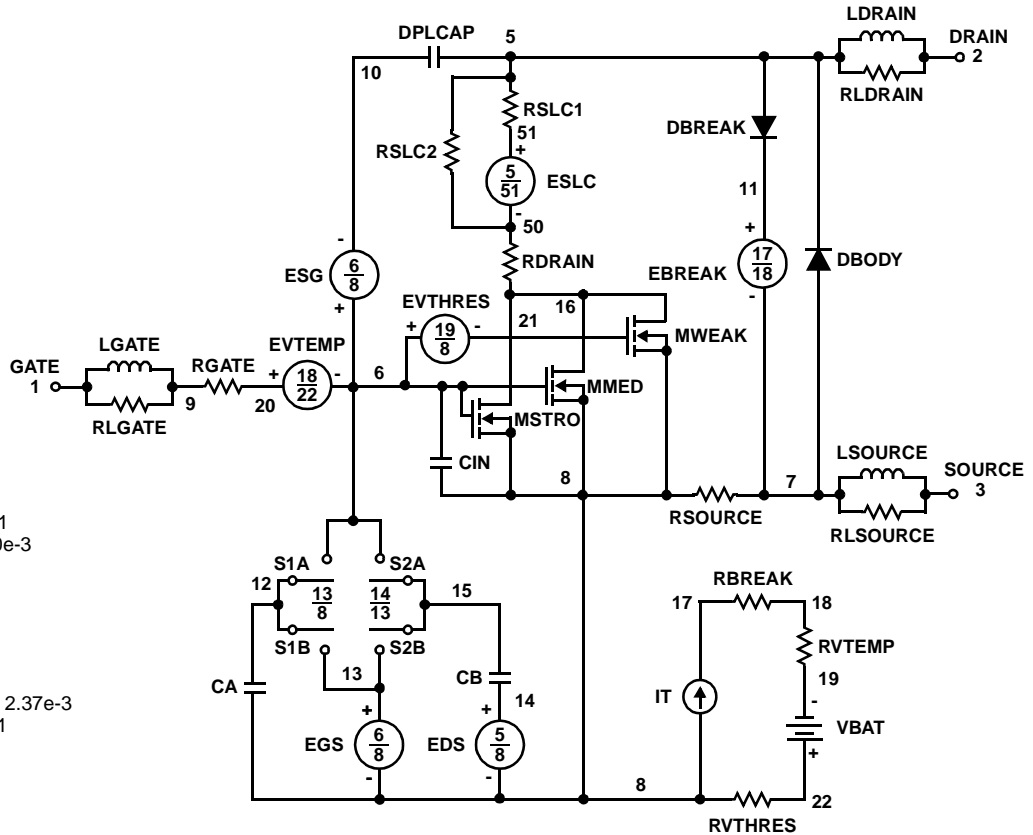 LDRAIN
DPLCAP 5 DRAIN
10 2
RLDRAIN
RSLC1
51
+
DBREAK
RSLC2
5
51
ESLC
11
-
50
+
17
18
EBREAK
-
DBODY
RDRAIN
-
6
8
ESG
+
EVTHRES
16
21
+ 19
8 -
MWEAK
LGATE
EVTEMP
GATE
1
RGATE
+ 18
22 -
6
MMED
9
20
RLGATE
MSTRO
CIN
LSOURCE
8
7
SOURCE
3
RSOURCE
RLSOURCE
1
0e-3
S1A
S2A
12
13
8
14
13
15
S1B
S2B
13
CA
CB
14
+
6
8
EGS
-
+
5
8
EDS
-
RBREAK
17
18
RVTEMP
19
IT
-
VBAT
+
8
22
RVTHRES
2.37e-3
1